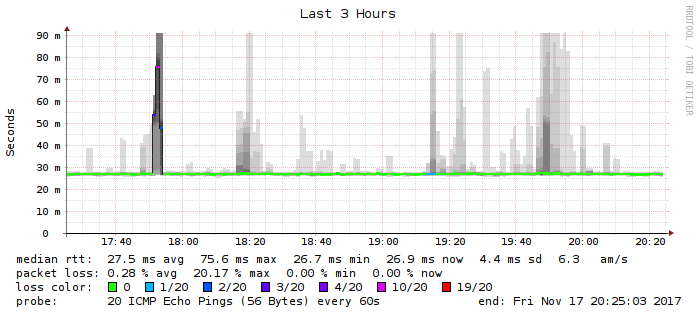 Last 3 Hours
RRDTOOL / TOBI OETIKER
Seconds
90 m
80 m
70 m
60 m
50 m
40 m
30 m
20 m
10 m
0
17:40 18:00 18:20 18:40 19:00 19:20 19:40 20:00 20:20
median rtt: 27.5 ms avg 75.6 ms max 26.7 ms min 26.9 ms now 4.4 ms sd 6.3 am/s
packet loss: 0.28 % avg 20.17 % max 0.00 % min 0.00 % now
loss color: 0 1/20 2/20 3/20 4/20 10/20 19/20
probe: 20 ICMP Echo Pings (56 Bytes) every 60s end: Fri Nov 17 20:25:03 2017